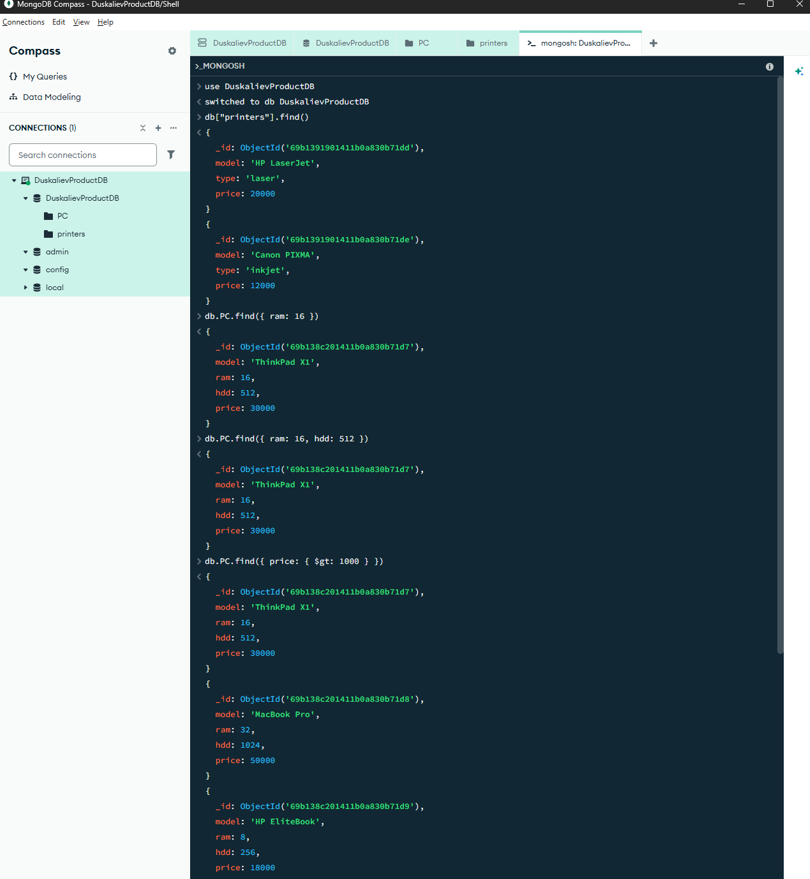 MongoDB Compass - DuskalievProductDB/Shell
Connections Edit View Help
Compass
{} My Queries
Data Modeling
CONNECTIONS (1)
Search connections
DuskalievProductDB
DuskalievProductDB
PC
printers
admin
config
local
DuskalievProductDB DuskalievProductDB PC printers >_ mongosh: DuskalievPro... +
>_MONGOSH
> use DuskalievProductDB
< switched to db DuskalievProductDB
> db["printers"].find()
< {
_id: ObjectId('69b1391901411b0a830b71dd'),
model: 'HP LaserJet',
type: 'laser',
price: 20000
}
{
_id: ObjectId('69b1391901411b0a830b71de'),
model: 'Canon PIXMA',
type: 'inkjet',
price: 12000
}
> db.PC.find({ ram: 16 })
< {
_id: ObjectId('69b138c201411b0a830b71d7'),
model: 'ThinkPad X1',
ram: 16,
hdd: 512,
price: 30000
}
> db.PC.find({ ram: 16, hdd: 512 })
< {
_id: ObjectId('69b138c201411b0a830b71d7'),
model: 'ThinkPad X1',
ram: 16,
hdd: 512,
price: 30000
}
> db.PC.find({ price: { $gt: 1000 } })
< {
_id: ObjectId('69b138c201411b0a830b71d7'),
model: 'ThinkPad X1',
ram: 16,
hdd: 512,
price: 30000
}
{
_id: ObjectId('69b138c201411b0a830b71d8'),
model: 'MacBook Pro',
ram: 32,
hdd: 1024,
price: 50000
}
{
_id: ObjectId('69b138c201411b0a830b71d9'),
model: 'HP EliteBook',
ram: 8,
hdd: 256,
price: 18000